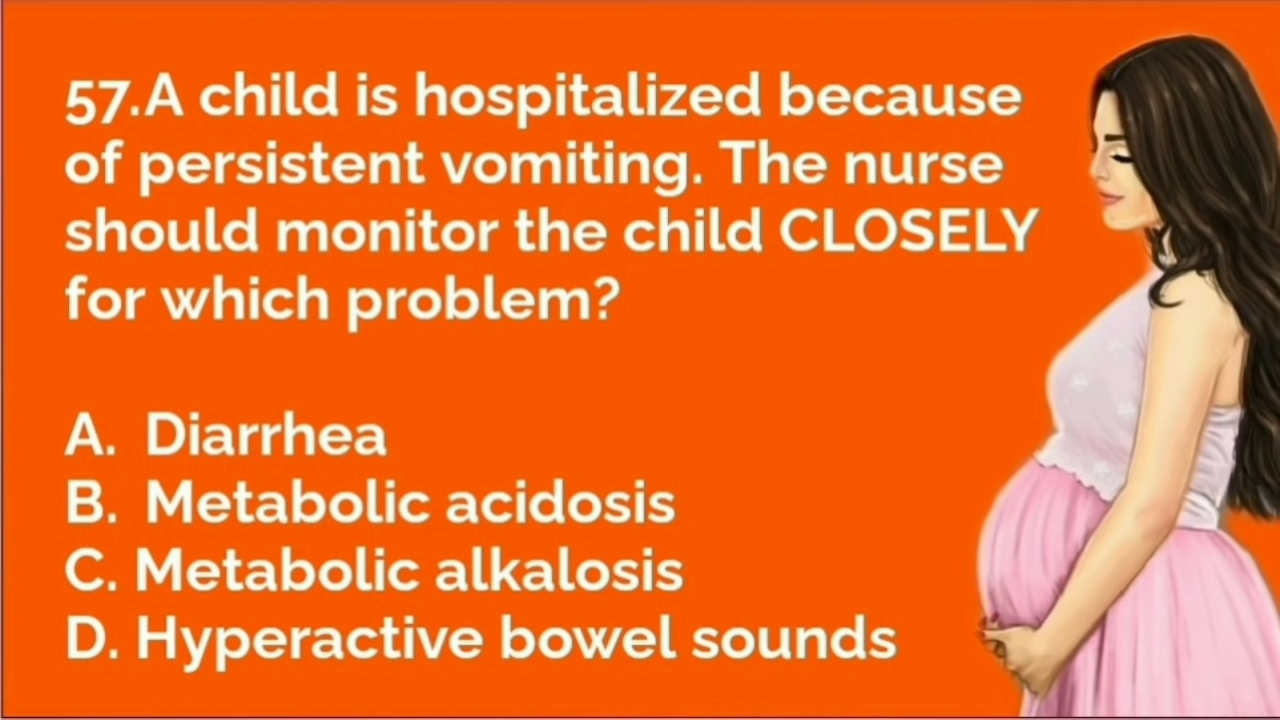 57.A child is hospitalized because
of persistent vomiting. The nurse
should monitor the child CLOSELY
for which problem?
A. Diarrhea
B. Metabolic acidosis
C. Metabolic alkalosis
D. Hyperactive bowel sounds